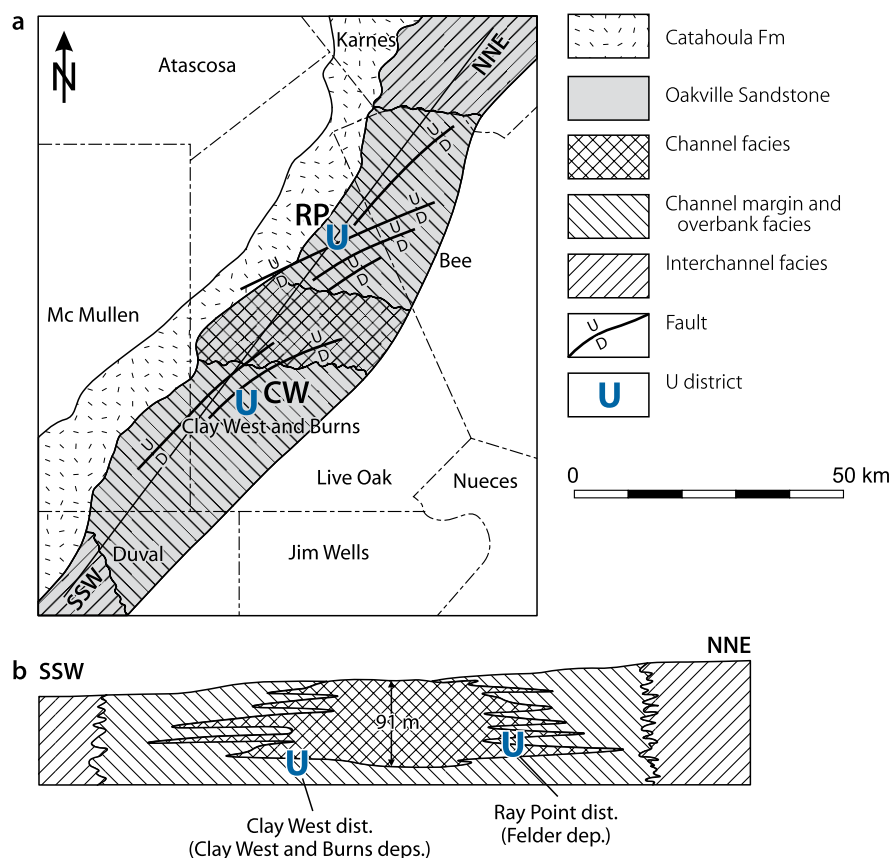 a
N
Atascosa
Karnes
NNE
U
D
RP
U
U
D
U
D
U
D
U
D
Bee
Mc Mullen
U
D
CW
U
Clay West and Burns
U
D
Live Oak
Nueces
Duval
Jim Wells
SSW
Catahoula Fm
Oakville Sandstone
Channel facies
Channel margin and
overbank facies
Interchannel facies
U
D
Fault
U
U district
0
50 km
b
SSW
NNE
91 m
U
U
Clay West dist.
(Clay West and Burns deps.)
Ray Point dist.
(Felder dep.)